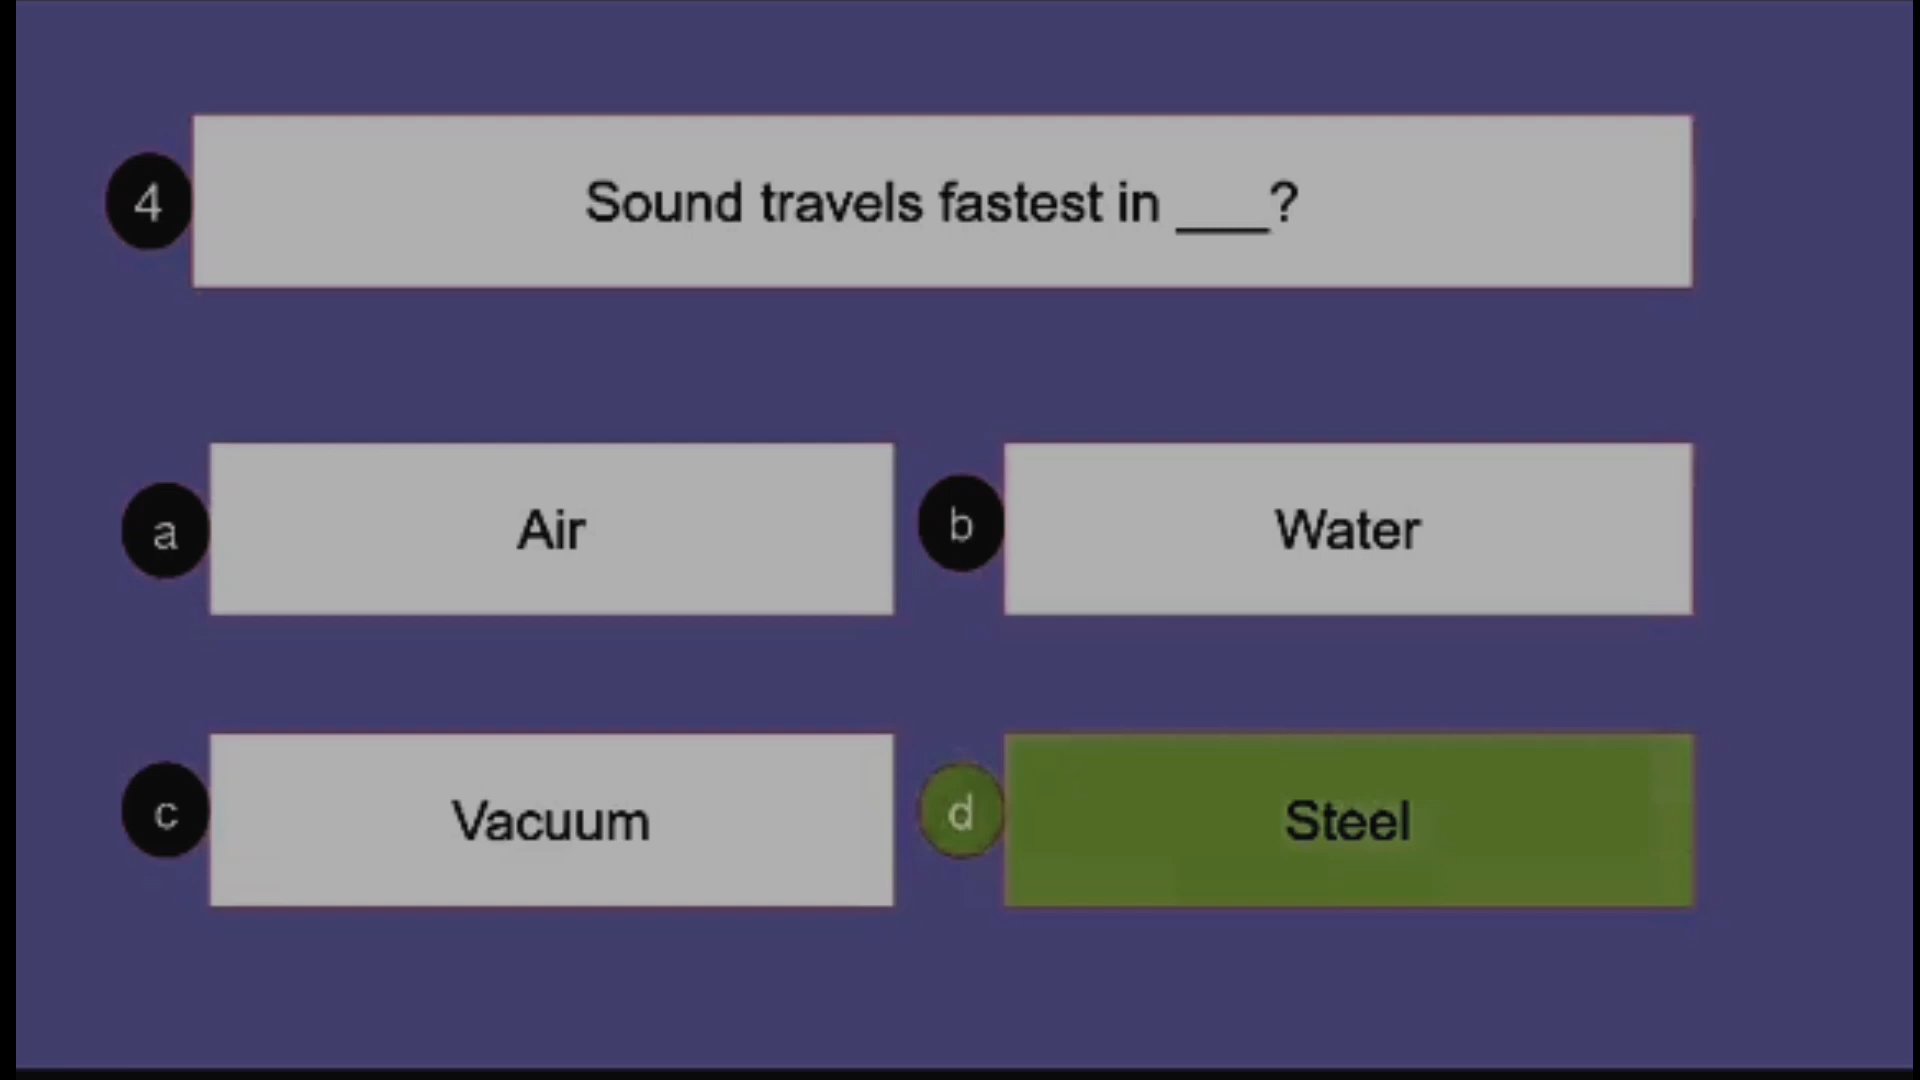 4
Sound travels fastest in ___?
a
Air
b
Water
c
Vacuum
d
Steel